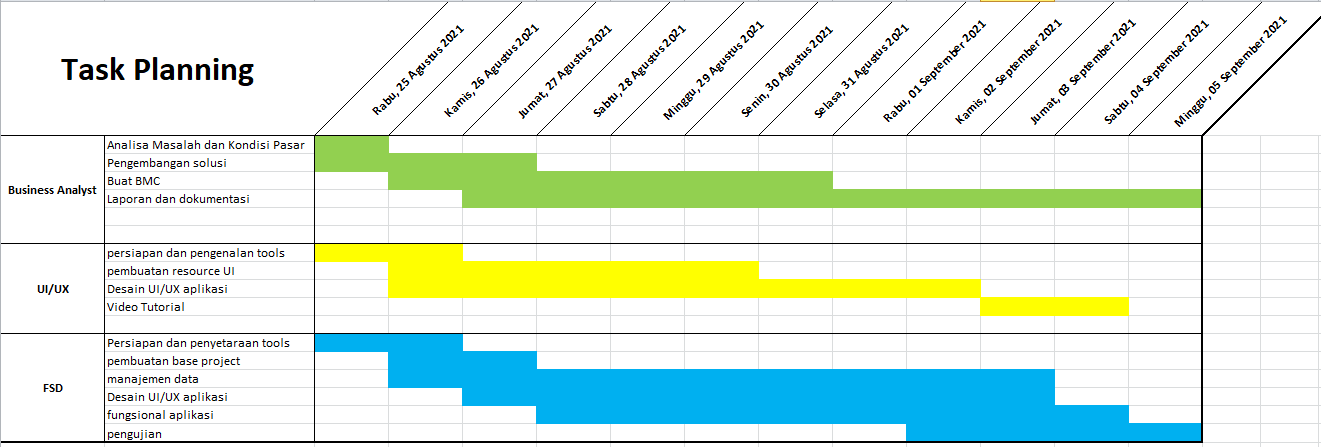 Task Planning
Rabu, 25 Agustus 2021
Kamis, 26 Agustus 2021
Jumat, 27 Agustus 2021
Sabtu, 28 Agustus 2021
Minggu, 29 Agustus 2021
Senin, 30 Agustus 2021
Selasa, 31 Agustus 2021
Rabu, 01 September 2021
Kamis, 02 September 2021
Jumat, 03 September 2021
Sabtu, 04 September 2021
Minggu, 05 September 2021
Business Analyst
Analisa Masalah dan Kondisi Pasar
Pengembangan solusi
Buat BMC
Laporan dan dokumentasi
UI/UX
persiapan dan pengenalan tools
pembuatan resource UI
Desain UI/UX aplikasi
Video Tutorial
FSD
Persiapan dan penyetaraan tools
pembuatan base project
manajemen data
Desain UI/UX aplikasi
fungsional aplikasi
pengujian